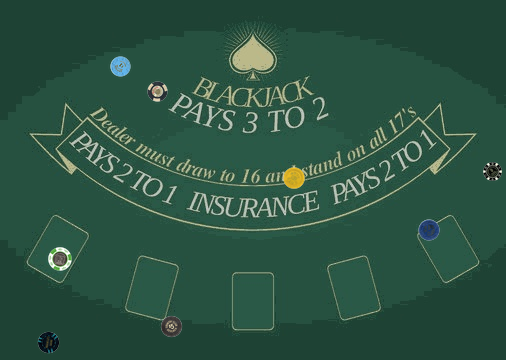 BLACKJACK
PAYS 3 TO 2
Dealer must draw to 16 and stand on all 17's
PAYS 2 TO 1 INSURANCE PAYS 2 TO 1